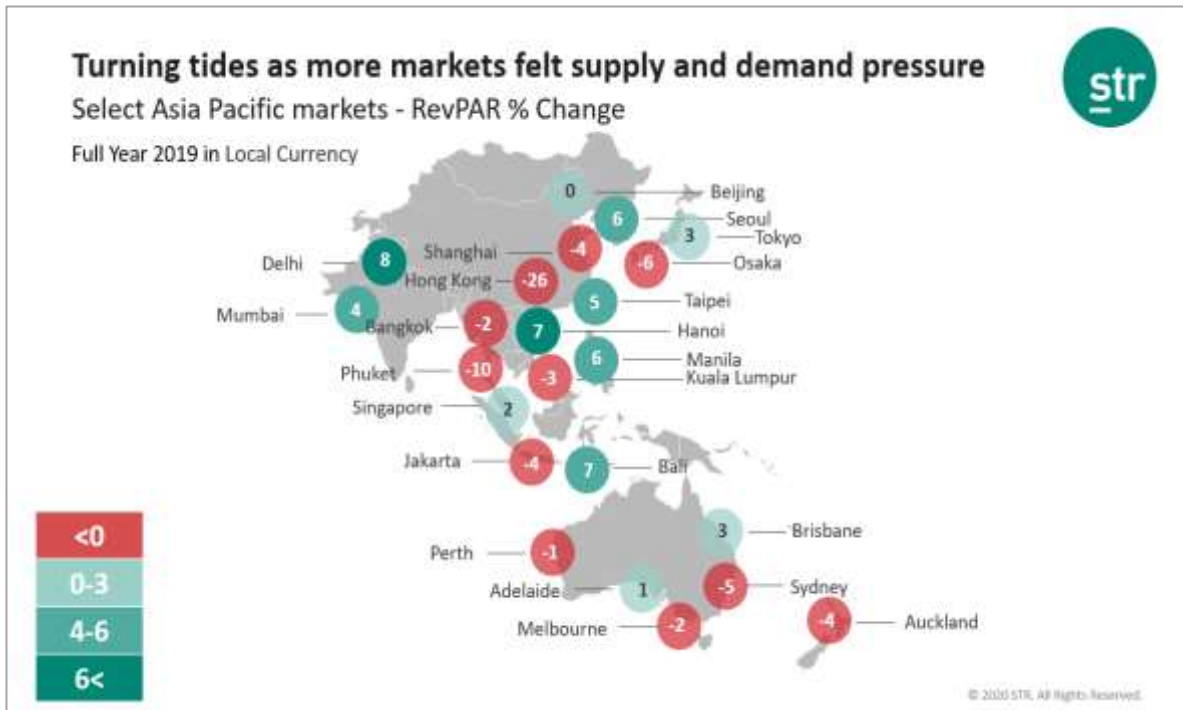 Turning tides as more markets felt supply and demand pressure
str
Select Asia Pacific markets - RevPAR % Change
Full Year 2019 in Local Currency
0 Beijing
6 Seoul
3 Tokyo
Shanghai -4
-6 Osaka
Delhi 8
Hong Kong -26
5 Taipei
Mumbai 4
Bangkok -2
7 Hanoi
6 Manila
Phuket -10
-3 Kuala Lumpur
Singapore 2
Jakarta -4
7 Bali
<0
0-3
4-6
6<
3 Brisbane
Perth -1
Adelaide 1
-5 Sydney
Melbourne -2
-4 Auckland
© 2020 STR. All Rights Reserved.